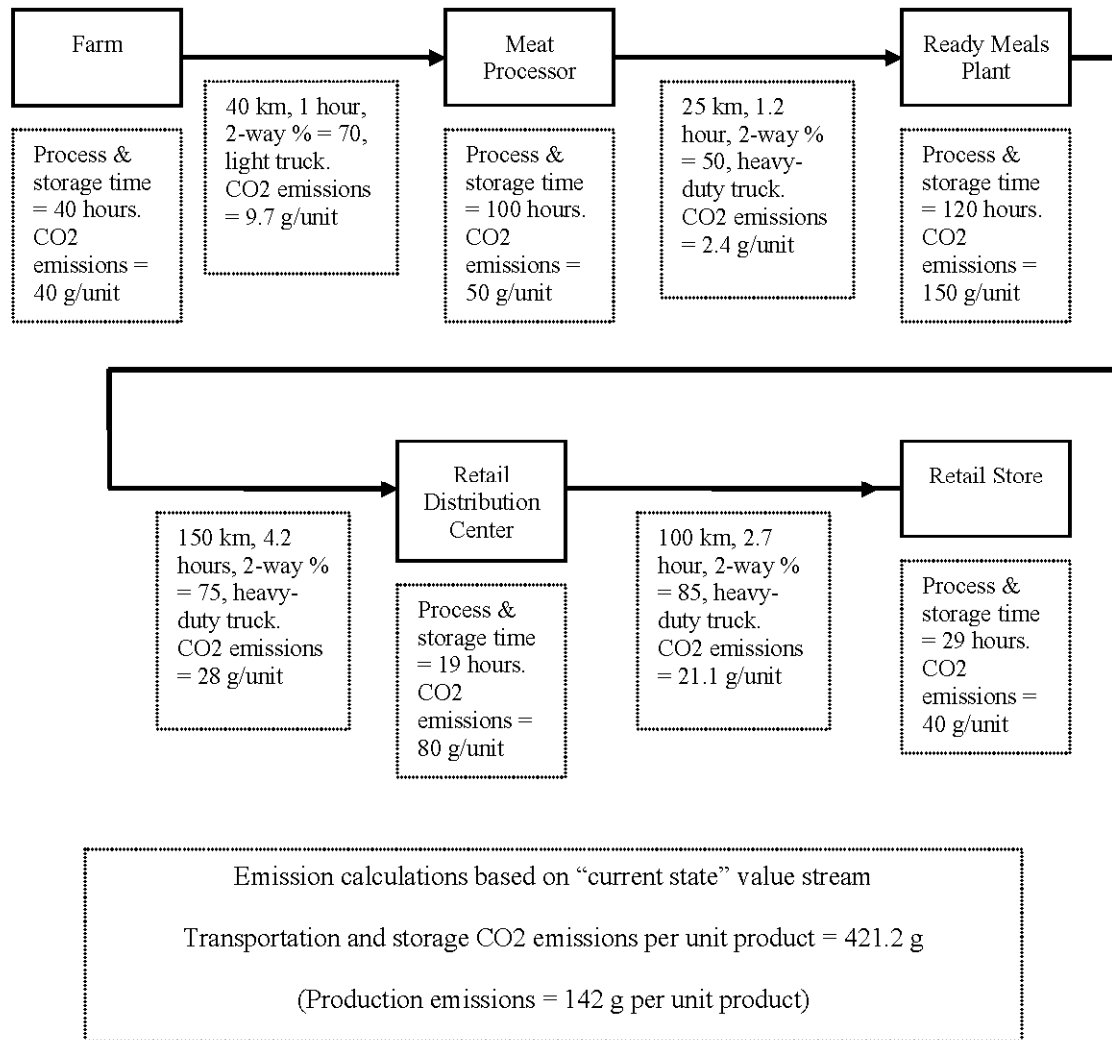 Farm
Meat
Processor
Ready Meals
Plant
40 km, 1 hour,
2-way % = 70,
light truck.
CO2 emissions
= 9.7 g/unit
25 km, 1.2
hour, 2-way %
= 50, heavy-
duty truck.
CO2 emissions
= 2.4 g/unit
Process &
storage time
= 40 hours.
CO2
emissions =
40 g/unit
Process &
storage time
= 100 hours.
CO2
emissions =
50 g/unit
Process &
storage time
= 120 hours.
CO2
emissions =
150 g/unit
Retail
Distribution
Center
Retail Store
150 km, 4.2
hours, 2-way %
= 75, heavy-
duty truck.
CO2 emissions
= 28 g/unit
100 km, 2.7
hour, 2-way %
= 85, heavy-
duty truck.
CO2 emissions
= 21.1 g/unit
Process &
storage time
= 19 hours.
CO2
emissions =
80 g/unit
Process &
storage time
= 29 hours.
CO2
emissions =
40 g/unit
Emission calculations based on “current state” value stream
Transportation and storage CO2 emissions per unit product = 421.2 g
(Production emissions = 142 g per unit product)